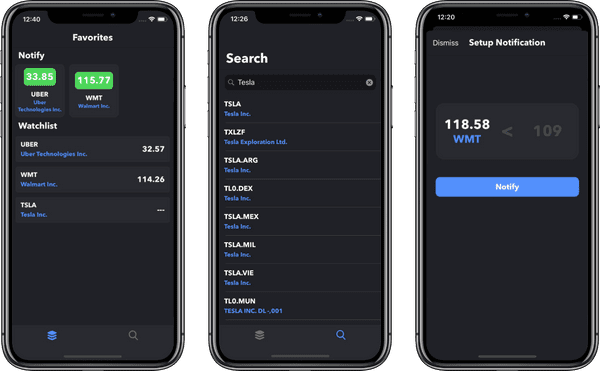 12:40
Favorites
Notify
33.85
115.77
UBER
WMT
Uber
Technologies Inc.
Walmart Inc.
Watchlist
UBER
Uber Technologies Inc.
32.57
WMT
Walmart Inc.
114.26
TSLA
Tesla Inc.
---
12:26
Search
Tesla
TSLA
Tesla Inc.
TXLZF
Tesla Exploration Ltd.
TSLA.ARG
Tesla Inc.
TL0.DEX
Tesla Inc.
TSLA.MEX
Tesla Inc.
TSLA.MIL
Tesla Inc.
TSLA.VIE
Tesla Inc.
TL0.MUN
TESLA INC. DL -,001
12:20
Dismiss
Setup Notification
118.58
<
109
WMT
Notify